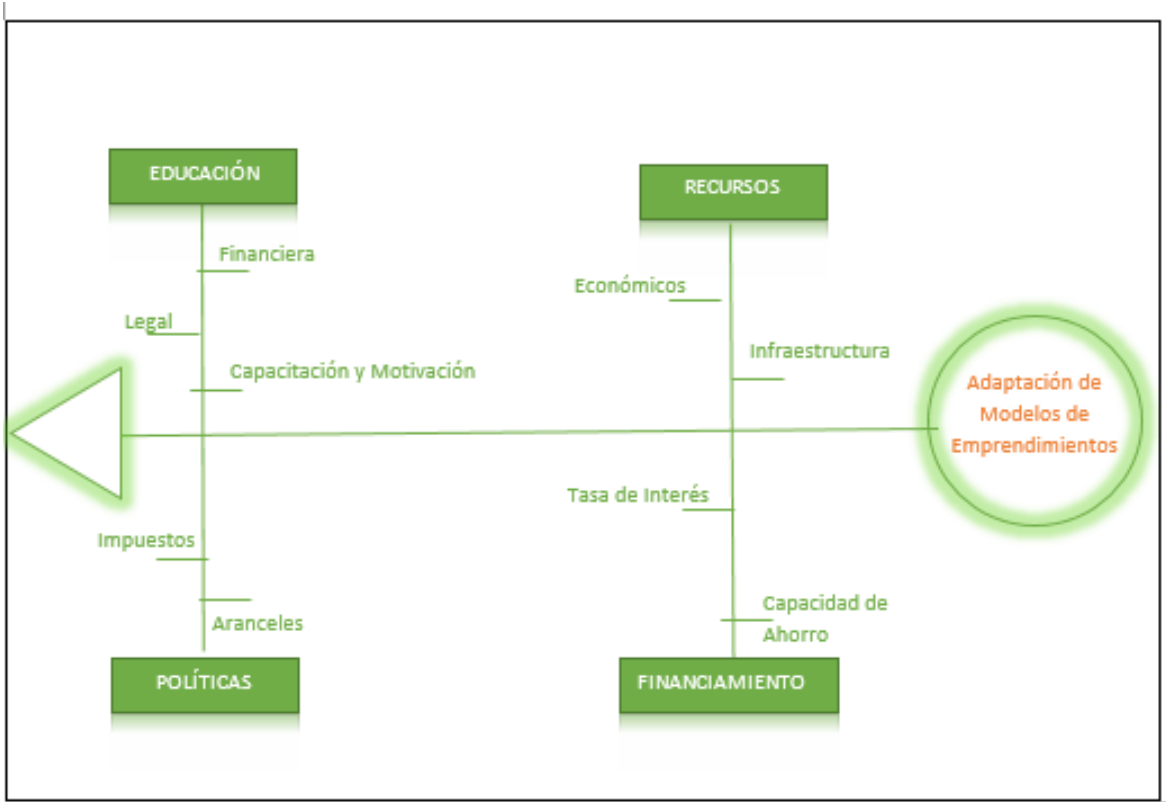 EDUCACIÓN
RECURSOS
Financiera
Económicos
Legal
Infraestructura
Capacitación y Motivación
Adaptación de
Modelos de
Emprendimientos
Tasa de Interés
Impuestos
Capacidad de
Ahorro
Aranceles
POLÍTICAS
FINANCIAMIENTO